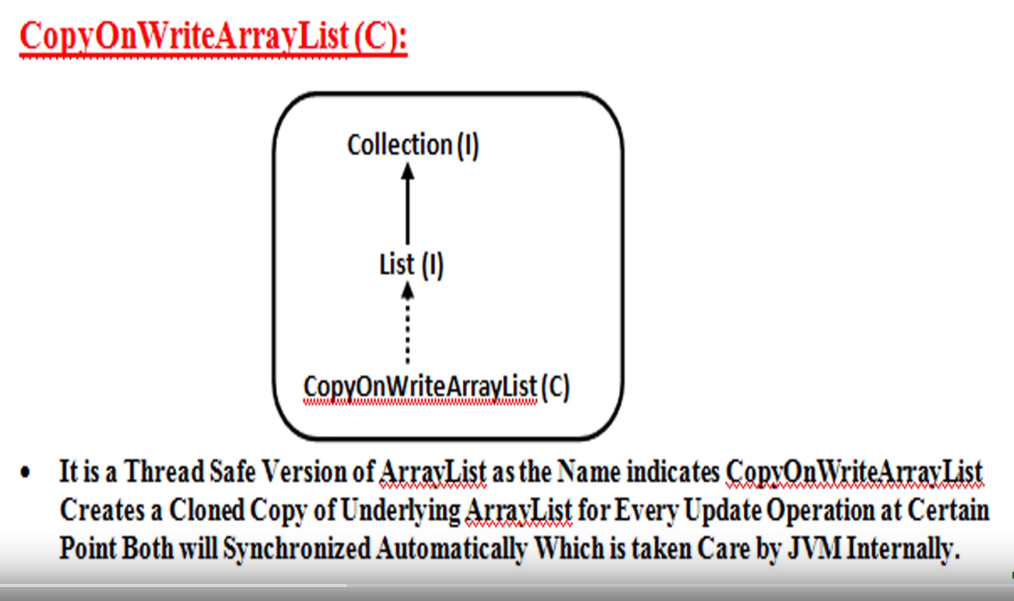 CopyOnWriteArrayList (C):
Collection (I)
List (I)
CopyOnWriteArrayList (C)
• It is a Thread Safe Version of ArrayList as the Name indicates CopyOnWriteArrayList
Creates a Cloned Copy of Underlying ArrayList for Every Update Operation at Certain
Point Both will Synchronized Automatically Which is taken Care by JVM Internally.